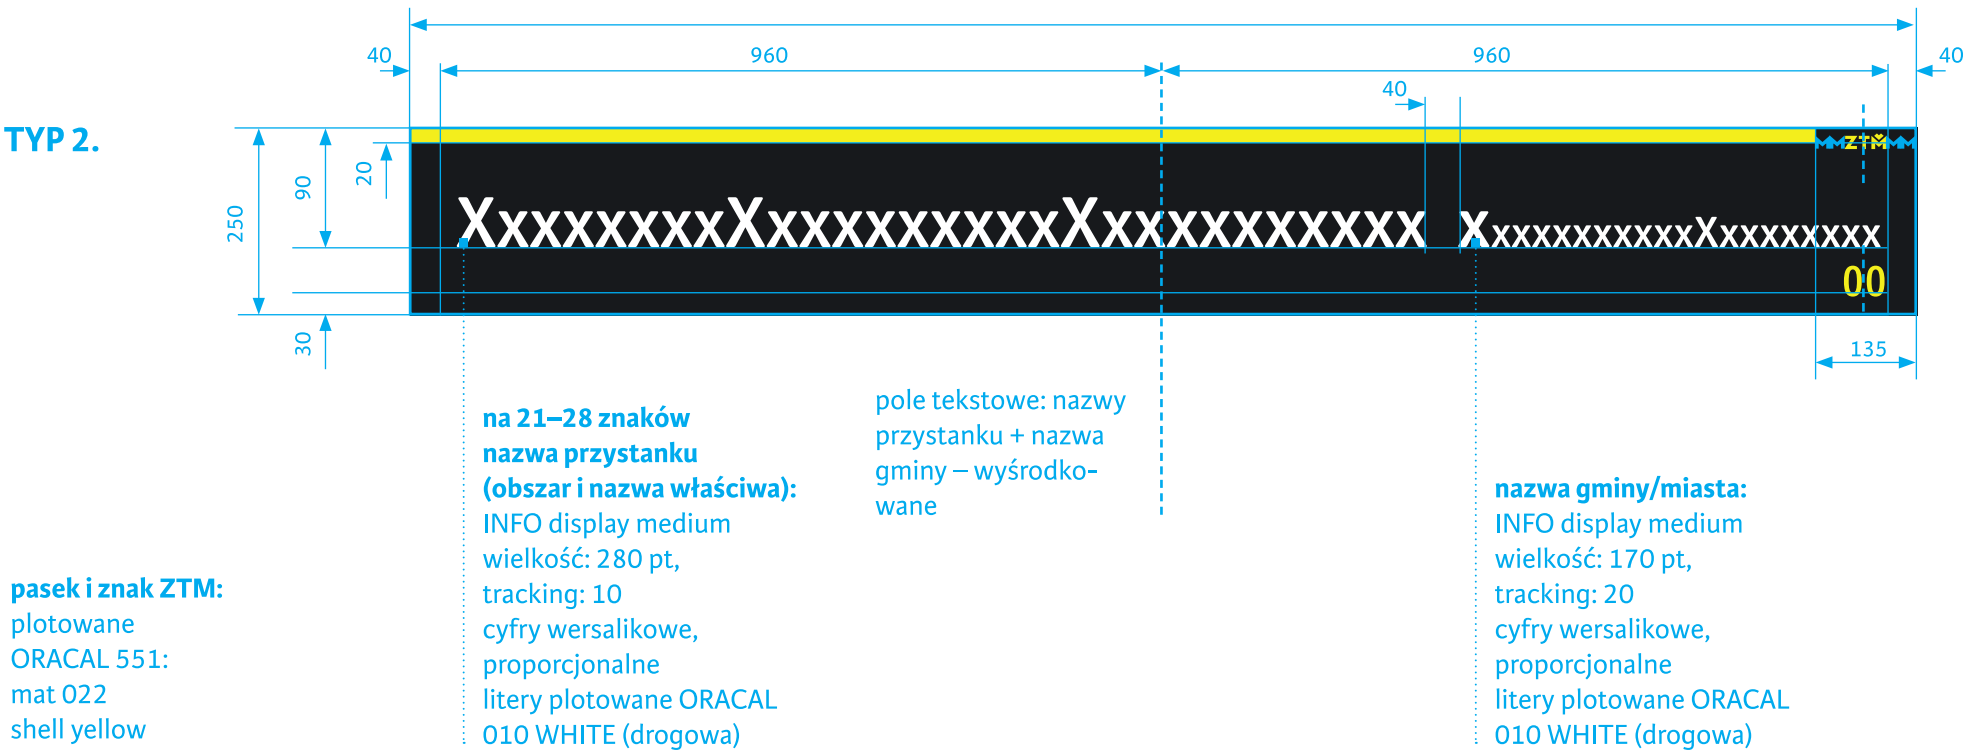 40
960
960
40
40
TYP 2.
250
90
20
30
ZTM
XxxxxxxxXxxxxxxxxxXxxxxxxxxxx Xxxxxxxxxxx​Xxxxxxxxx
00
135
na 21–28 znaków
nazwa przystanku
(obszar i nazwa właściwa):
INFO display medium
wielkość: 280 pt,
tracking: 10
cyfry wersalikowe,
proporcjonalne
litery plotowane ORACAL
010 WHITE (drogowa)
pole tekstowe: nazwy
przystanku + nazwa
gminy – wyśrodko-
wane
nazwa gminy/miasta:
INFO display medium
wielkość: 170 pt,
tracking: 20
cyfry wersalikowe,
proporcjonalne
litery plotowane ORACAL
010 WHITE (drogowa)
pasek i znak ZTM:
plotowane
ORACAL 551:
mat 022
shell yellow